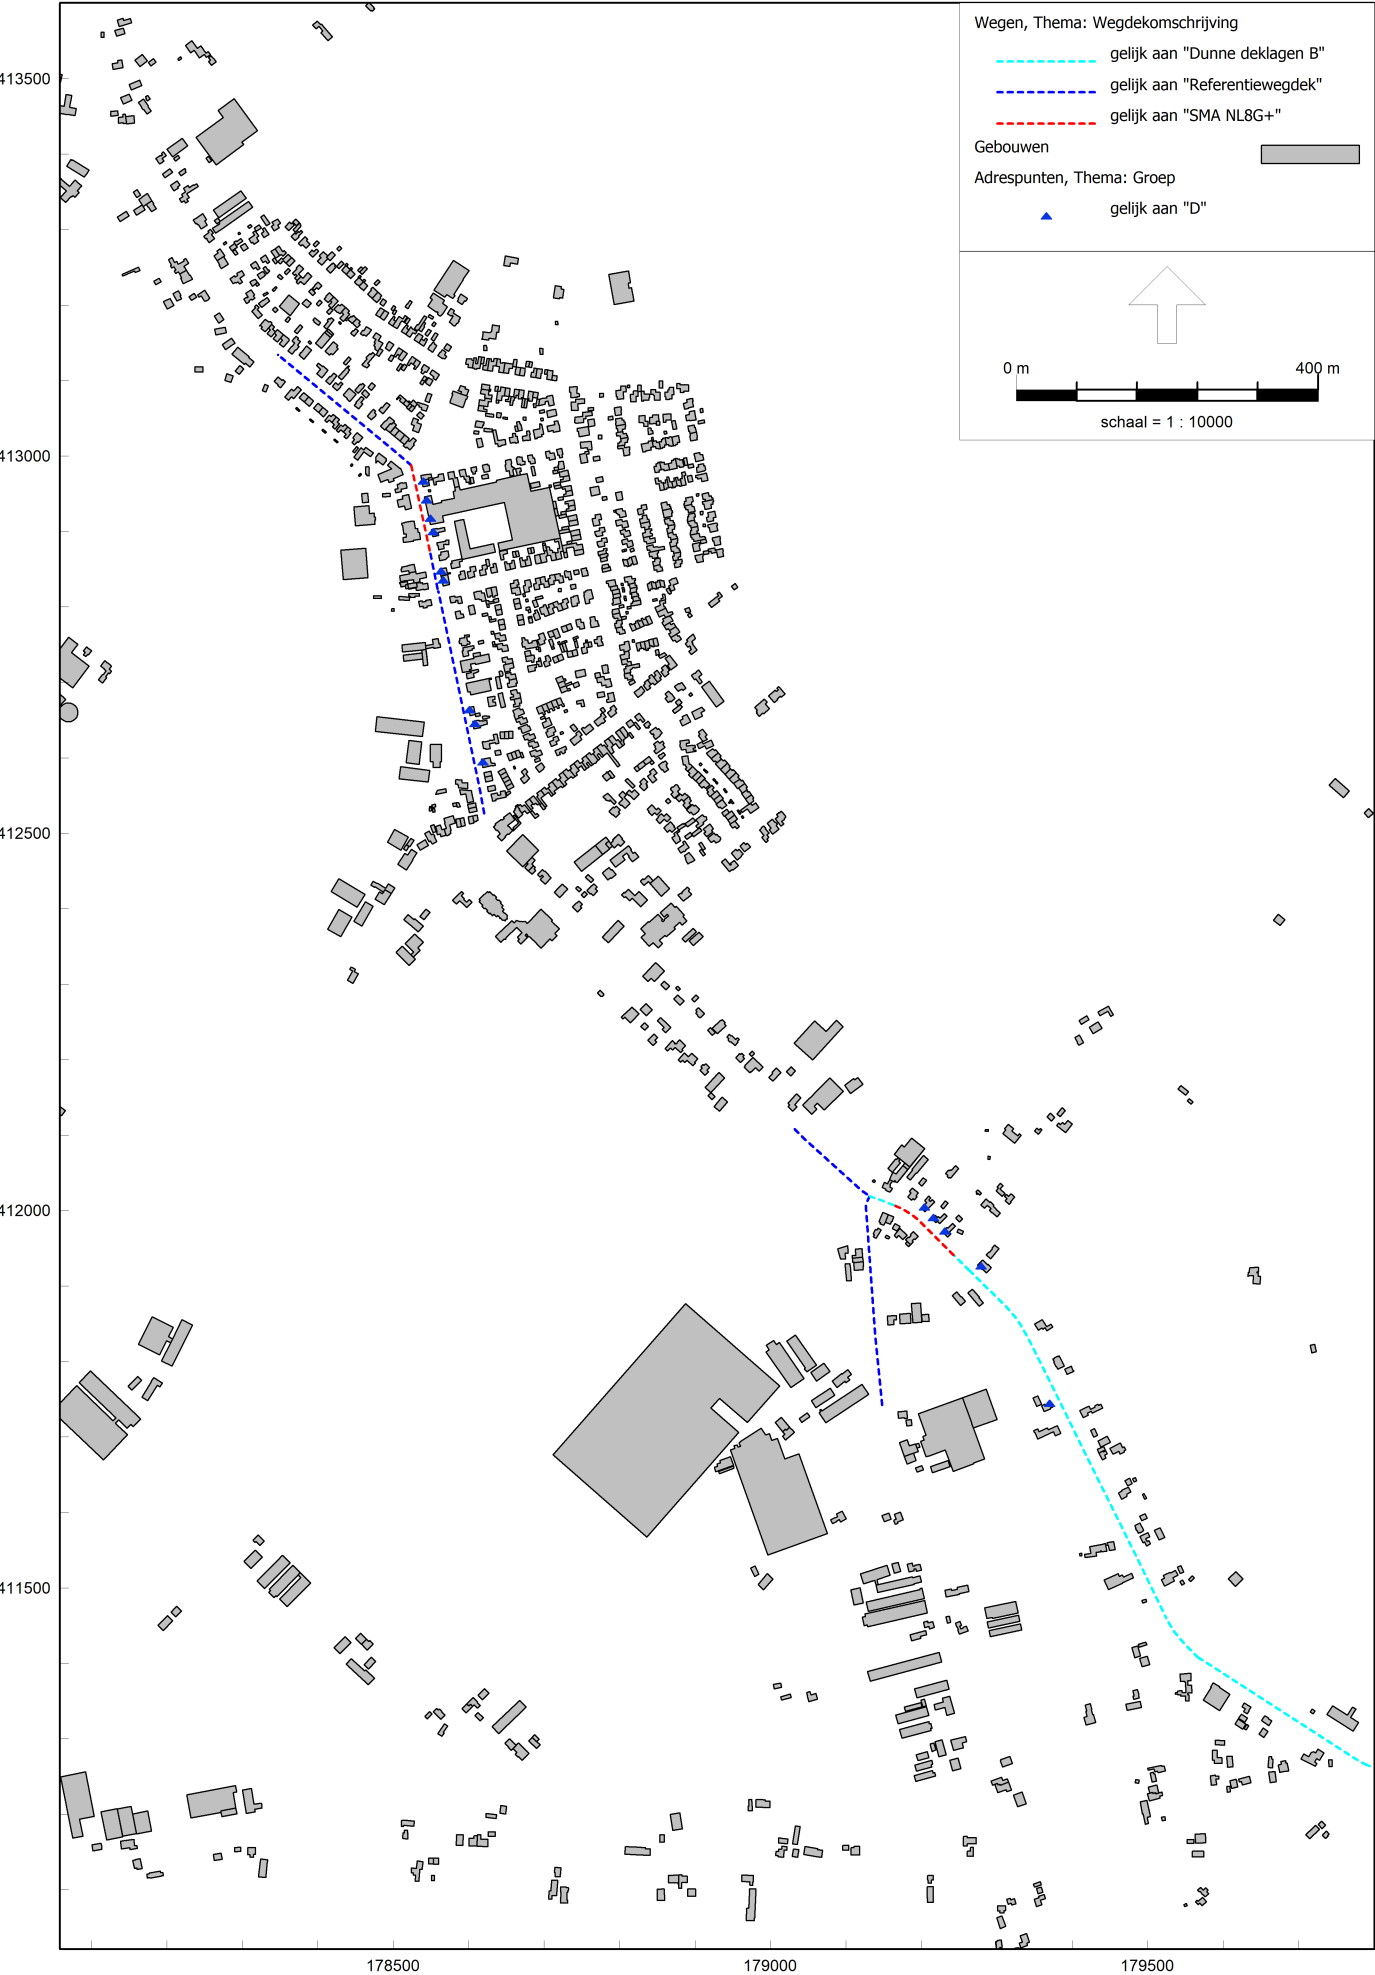 Wegen, Thema: Wegdekomschrijving
gelijk aan "Dunne deklagen B"
gelijk aan "Referentiewegdek"
gelijk aan "SMA NL8G+"
Gebouwen
Adrespunten, Thema: Groep
gelijk aan "D"
0 m 400 m
schaal = 1 : 10000
413500
413000
412500
412000
411500
178500 179000 179500